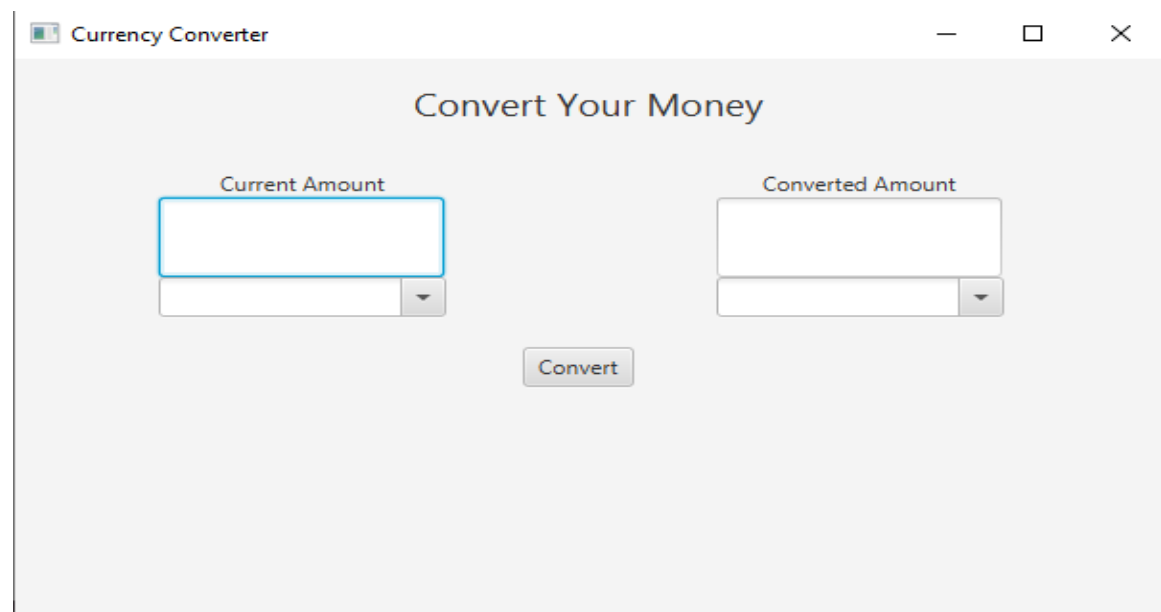 Currency Converter
Convert Your Money
Current Amount
Converted Amount
Convert